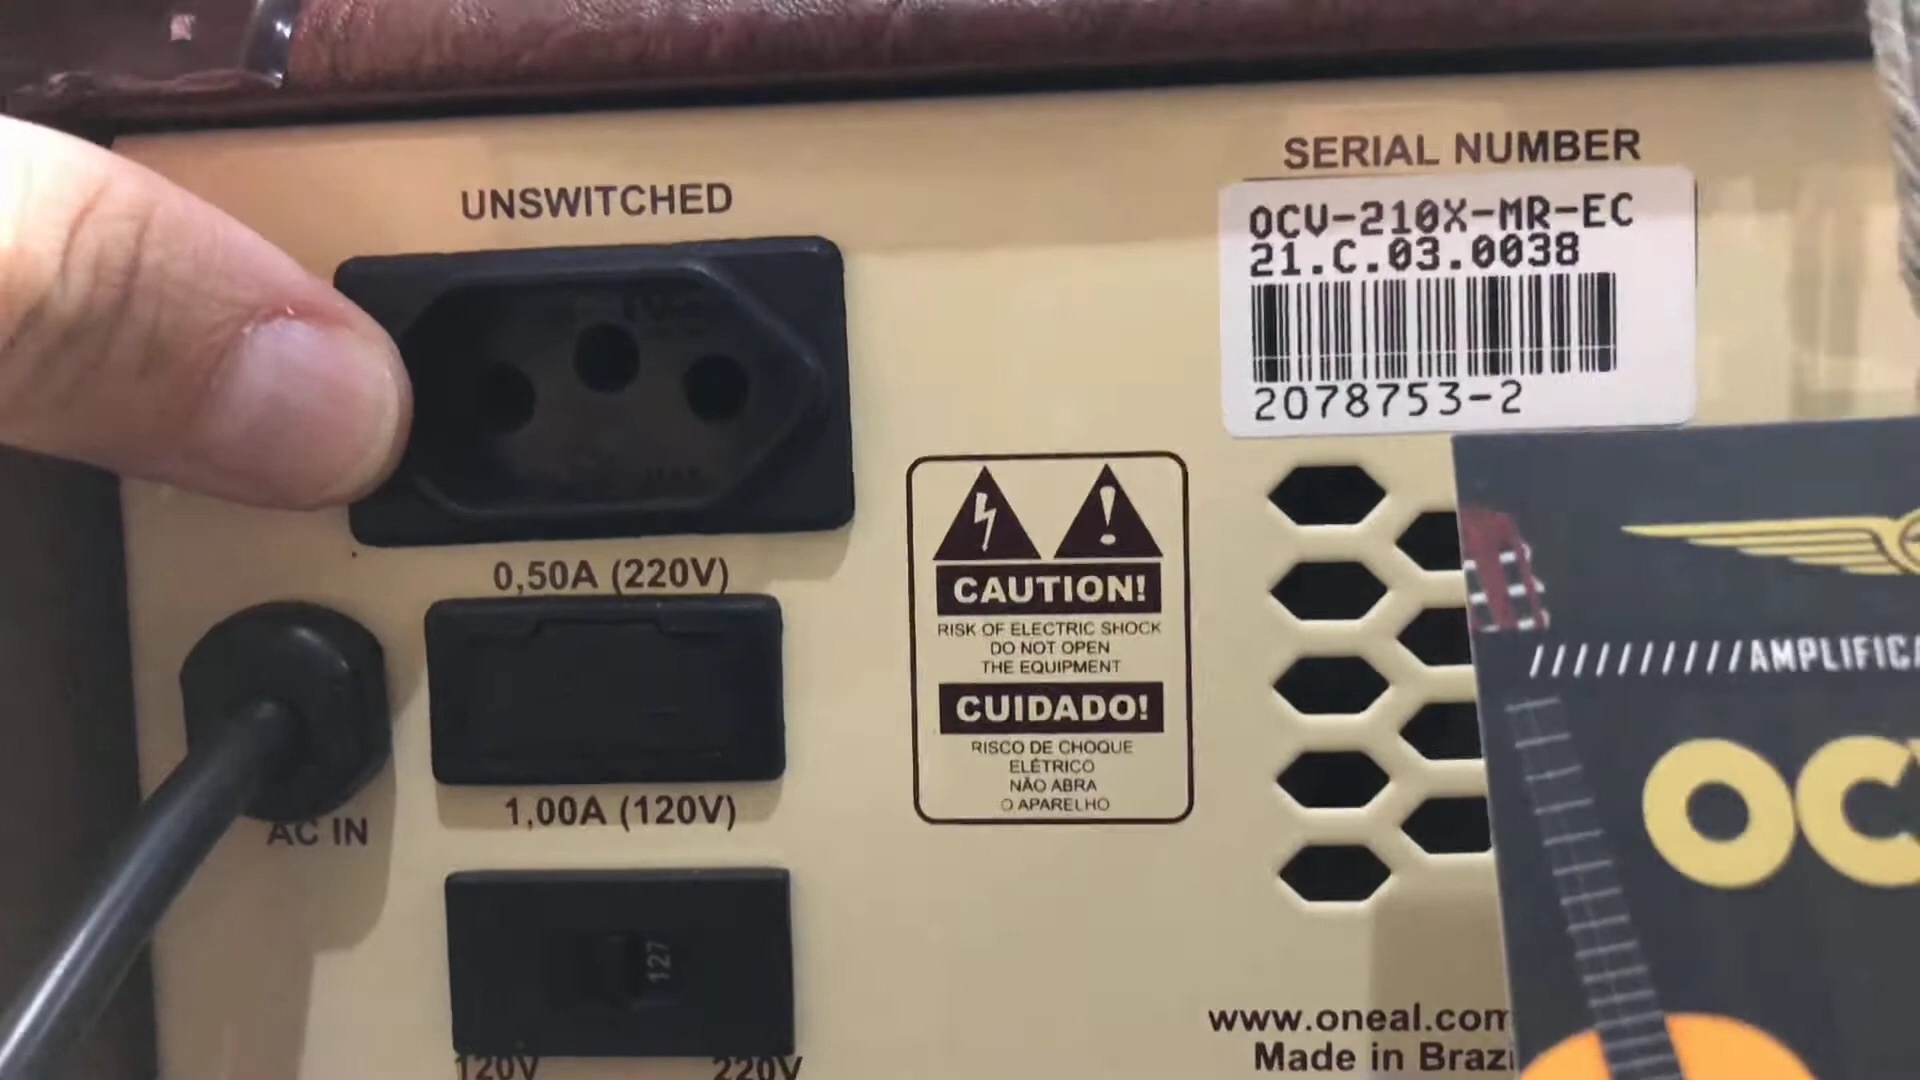 UNSWITCHED
SERIAL NUMBER
OCV-210X-MR-EC
21.C.03.0038
2078753-2
0,50A (220V)
1,00A (120V)
AC IN
127
120V
220V
CAUTION!
RISK OF ELECTRIC SHOCK
DO NOT OPEN
THE EQUIPMENT
CUIDADO!
RISCO DE CHOQUE
ELÉTRICO
NÃO ABRA
O APARELHO
//////////AMPLIFICA
OC
www.oneal.com
Made in Brazi